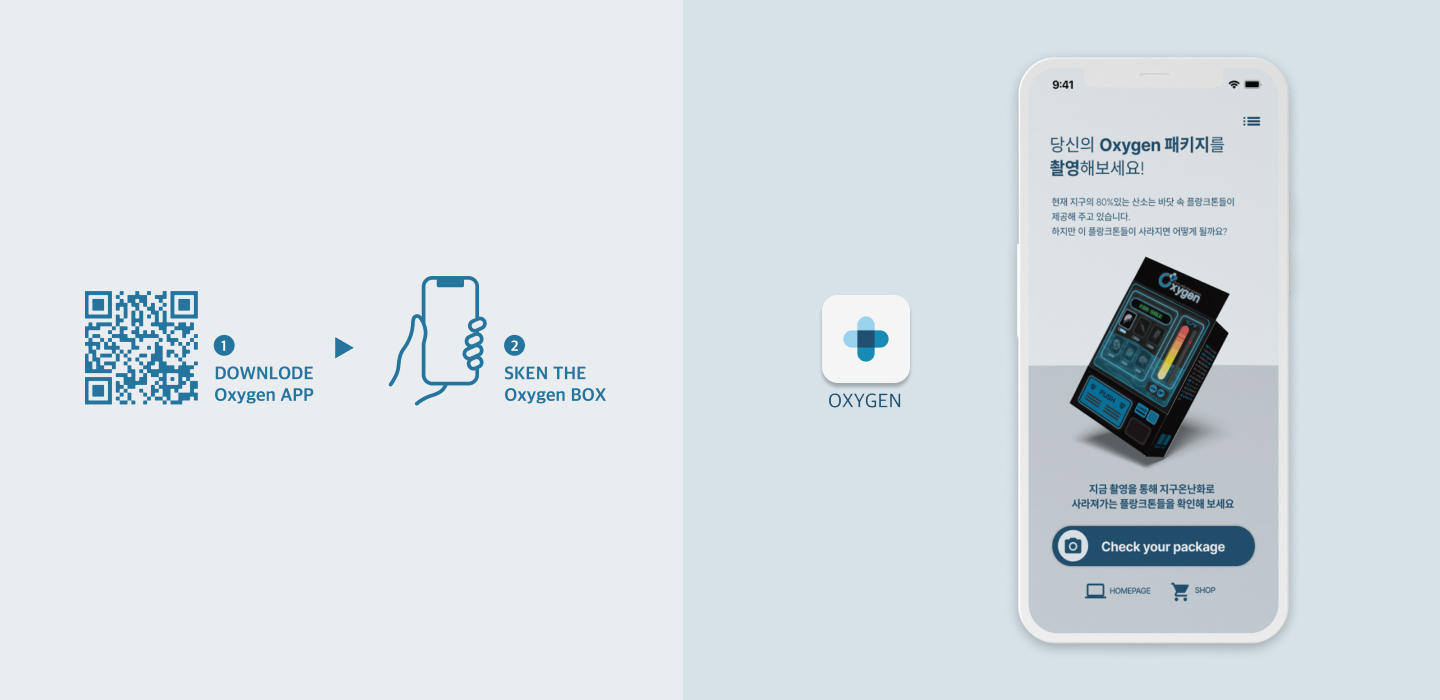 1
DOWNLODE
Oxygen APP
2
SKEN THE
Oxygen BOX
OXYGEN
9:41
당신의 Oxygen 패키지를
촬영해보세요!
현재 지구의 80%있는 산소는 바닷 속 플랑크톤들이
제공해 주고 있습니다.
하지만 이 플랑크톤들이 사라지면 어떻게 될까요?
Oxygen
PUSH
지금 촬영을 통해 지구온난화로
사라져가는 플랑크톤들을 확인해 보세요
Check your package
HOMEPAGE
SHOP